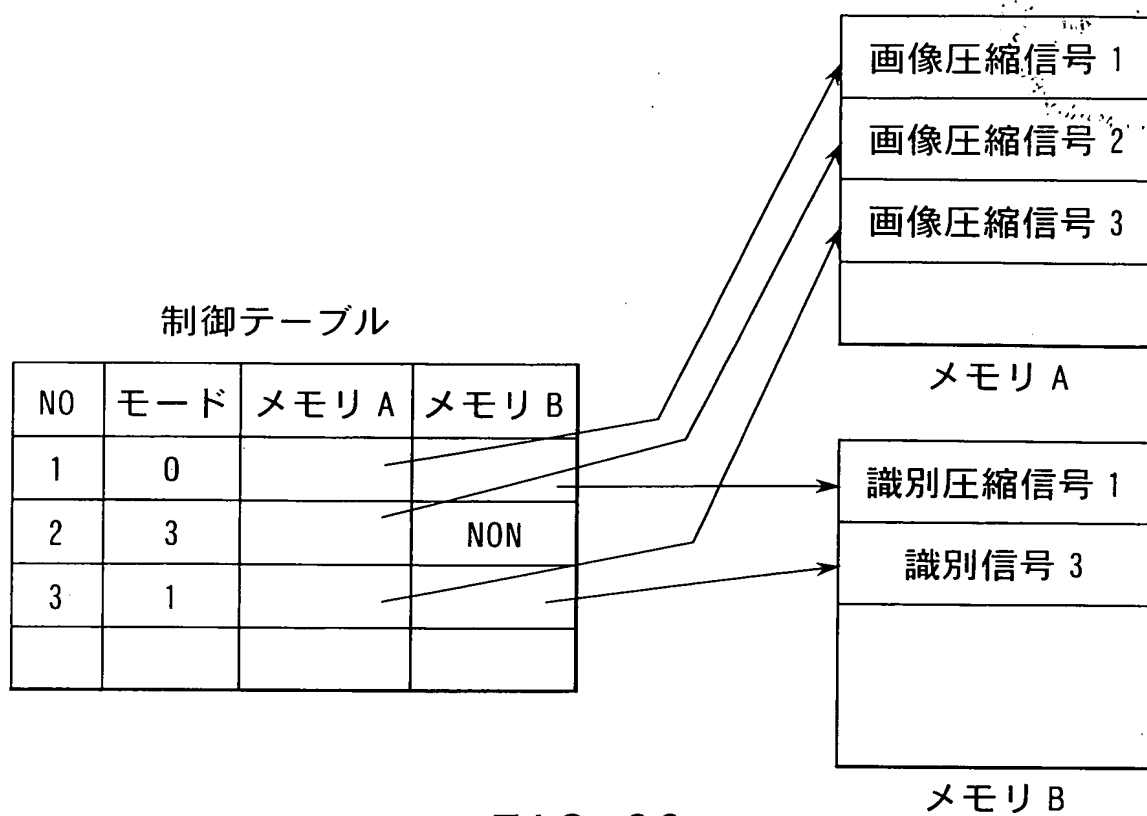 制御テーブル
NO モード メモリ A メモリ B
1 0
2 3 NON
3 1
画像圧縮信号 1
画像圧縮信号 2
画像圧縮信号 3
メモリ A
識別圧縮信号 1
識別信号 3
メモリ B